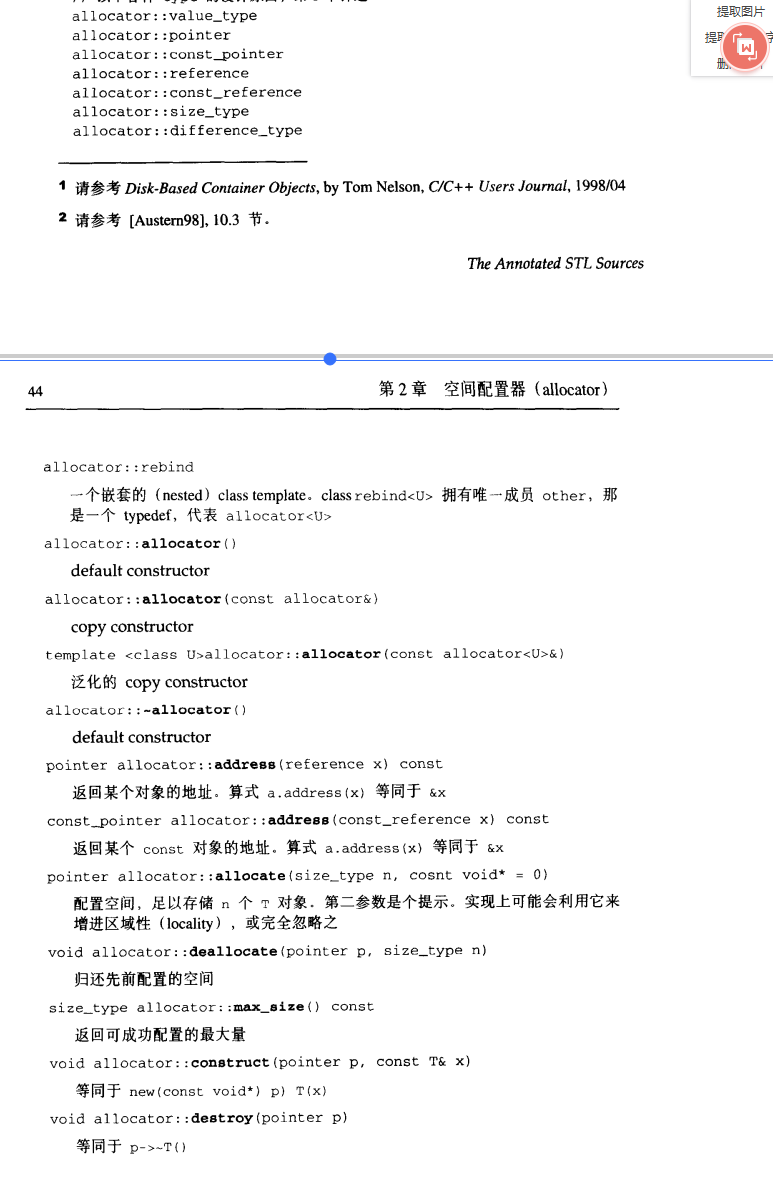 提取图片
allocator::value_type
allocator::pointer
提取
字
allocator::const_pointer
allocator::reference
删
allocator::const_reference
allocator::size_type
allocator::difference_type
1 请参考 Disk-Based Container Objects, by Tom Nelson, C/C++ Users Journal, 1998/04
2 请参考 [Austern98], 10.3 节。
The Annotated STL Sources
44
第 2 章 空间配置器(allocator)
allocator::rebind
一个嵌套的(nested)class template。class rebind<U> 拥有唯一成员 other,那
是一个 typedef,代表 allocator<U>
allocator::allocator()
default constructor
allocator::allocator(const allocator&)
copy constructor
template <class U>allocator::allocator(const allocator<U>&)
泛化的 copy constructor
allocator::~allocator()
default constructor
pointer allocator::address(reference x) const
返回某个对象的地址。算式 a.address(x) 等同于 &x
const_pointer allocator::address(const_reference x) const
返回某个 const 对象的地址。算式 a.address(x) 等同于 &x
pointer allocator::allocate(size_type n, cosnt void* = 0)
配置空间,足以存储 n 个 T 对象。第二参数是个提示。实现上可能会利用它来
增进区域性(locality),或完全忽略之
void allocator::deallocate(pointer p, size_type n)
归还先前配置的空间
size_type allocator::max_size() const
返回可成功配置的最大量
void allocator::construct(pointer p, const T& x)
等同于 new(const void*) p) T(x)
void allocator::destroy(pointer p)
等同于 p->~T()